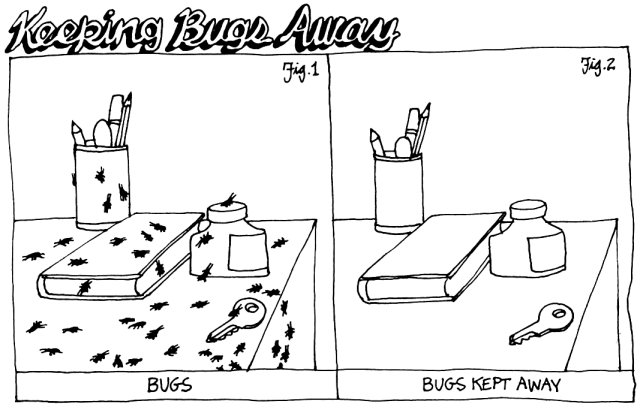 Keeping Bugs Away
Fig. 1
Fig. 2
BUGS
BUGS KEPT AWAY